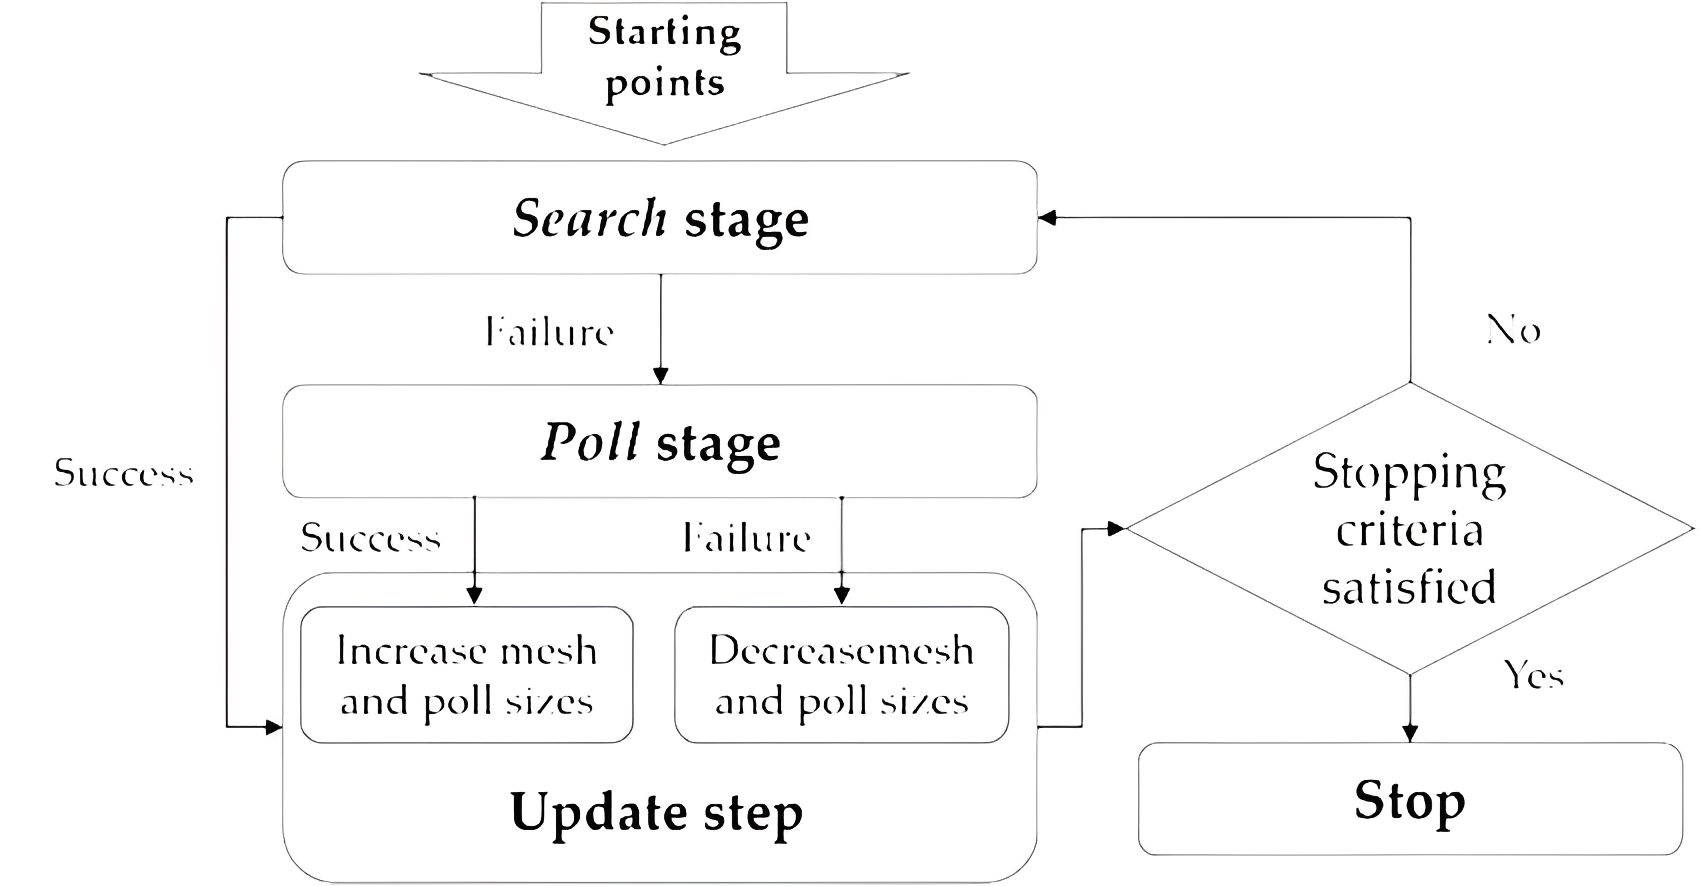 Starting
points
Search stage
Failure
No
Poll stage
Success
Success
Failure
Stopping
criteria
satisfied
Increase mesh
and poll sizes
Decreasemesh
and poll sizes
Yes
Update step
Stop